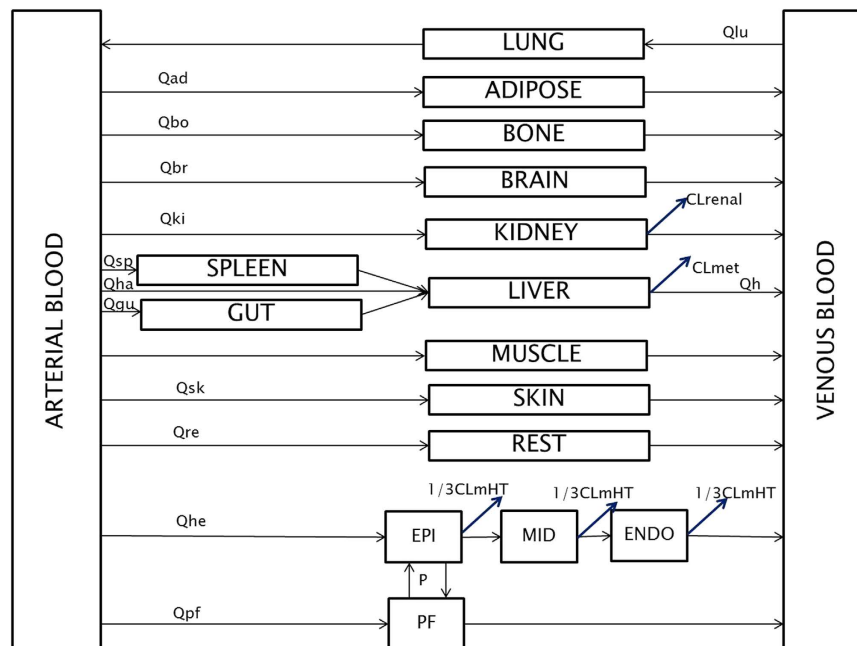 ARTERIAL BLOOD
VENOUS BLOOD
LUNG
Qlu
Qad
ADIPOSE
Qbo
BONE
Qbr
BRAIN
CLrenal
Qki
KIDNEY
Qsp
SPLEEN
CLmet
Qha
LIVER
Qh
Qgu
GUT
MUSCLE
Qsk
SKIN
Qre
REST
1/3CLmHT
1/3CLmHT
1/3CLmHT
Qhe
EPI
MID
ENDO
P
Qpf
PF